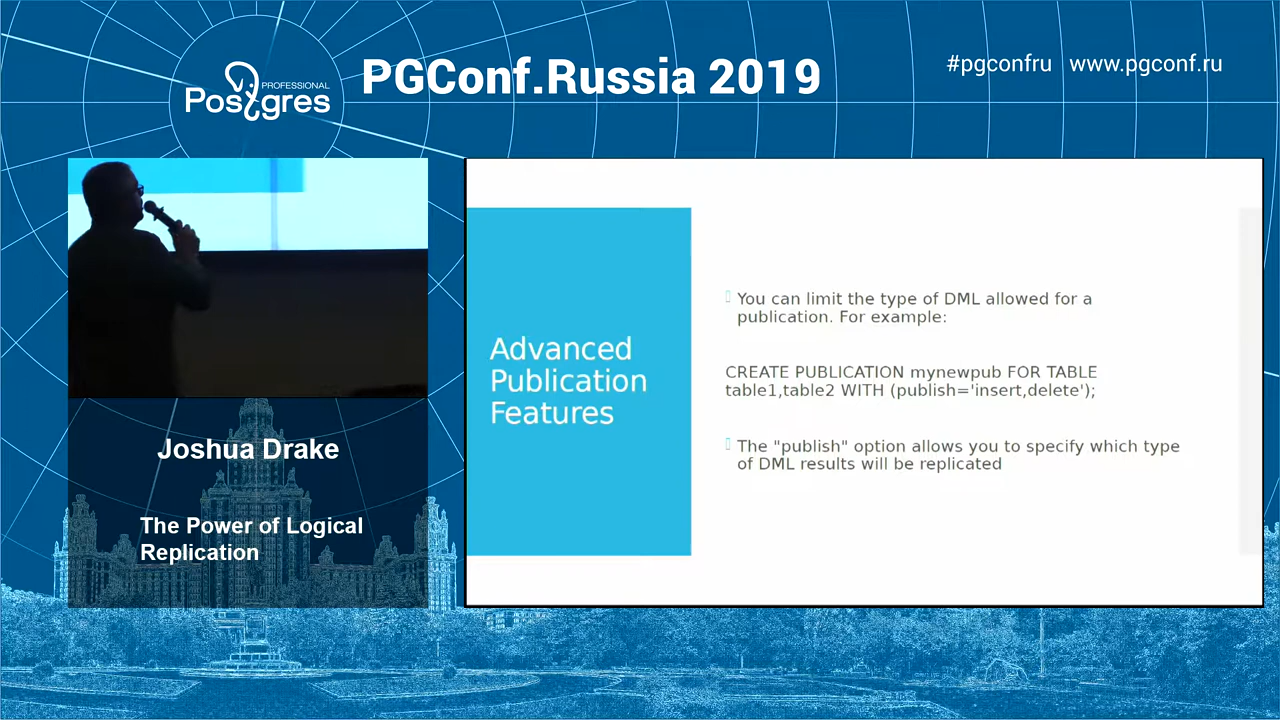 PROFESSIONAL
Postgres
PGConf.Russia 2019
#pgconfru www.pgconf.ru
Joshua Drake
The Power of Logical
Replication
Advanced
Publication
Features
You can limit the type of DML allowed for a
publication. For example:
CREATE PUBLICATION mynewpub FOR TABLE
table1,table2 WITH (publish='insert,delete');
The "publish" option allows you to specify which type
of DML results will be replicated